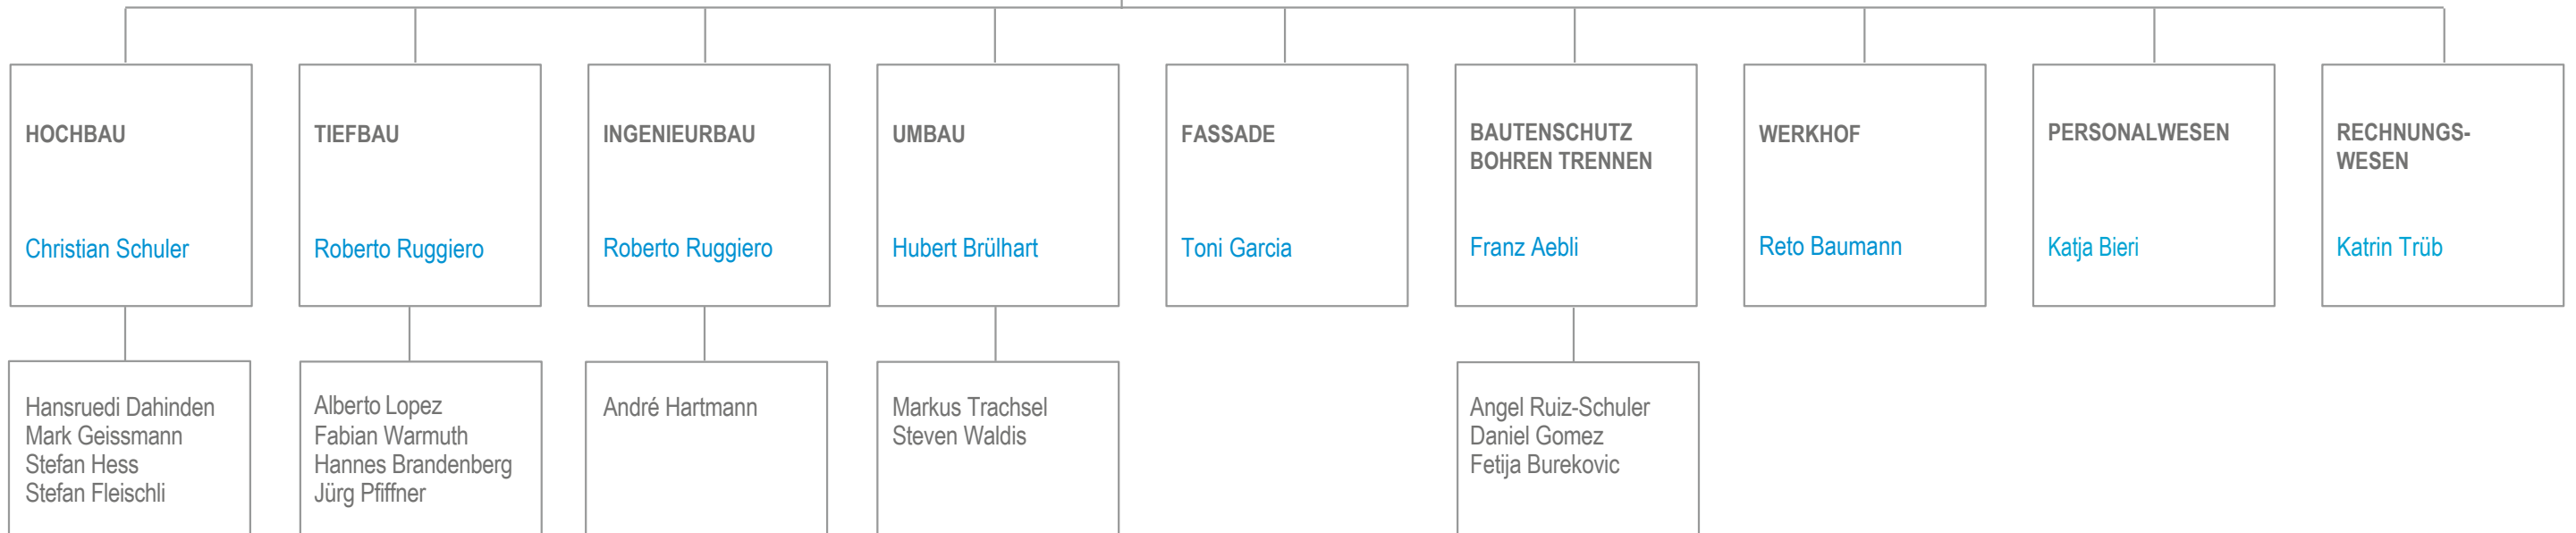 HOCHBAU
Christian Schuler
TIEFBAU
Roberto Ruggiero
INGENIEURBAU
Roberto Ruggiero
UMBAU
Hubert Brülhart
FASSADE
Toni Garcia
BAUTENSCHUTZ
BOHREN TRENNEN
Franz Aebli
WERKHOF
Reto Baumann
PERSONALWESEN
Katja Bieri
RECHNUNGS-
WESEN
Katrin Trüb
Hansruedi Dahinden
Mark Geissmann
Stefan Hess
Stefan Fleischli
Alberto Lopez
Fabian Warmuth
Hannes Brandenberg
Jürg Pfiffner
André Hartmann
Markus Trachsel
Steven Waldis
Angel Ruiz-Schuler
Daniel Gomez
Fetija Burekovic